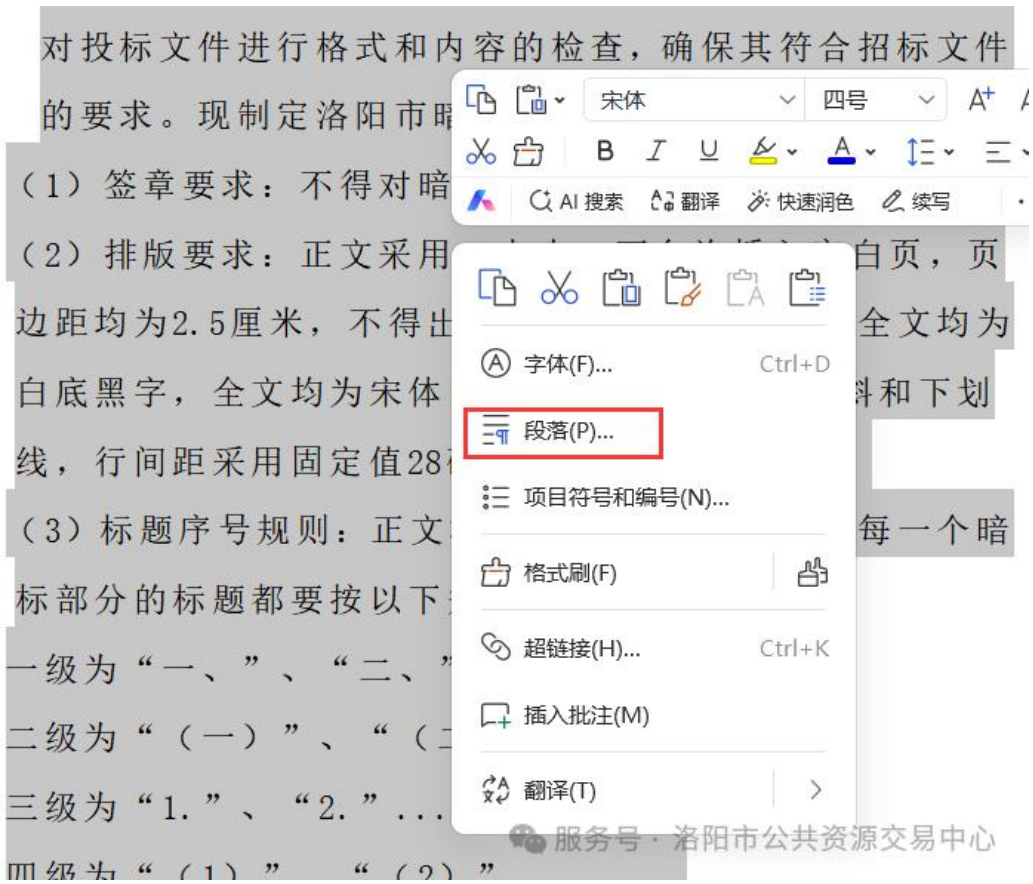 对投标文件进行格式和内容的检查，确保其符合招标文件
的要求。现制定洛阳市暗
（1）签章要求：不得对暗
（2）排版要求：正文采用
白页，页
边距均为2.5厘米，不得出
全文均为
白底黑字，全文均为宋体
斜和下划
线，行间距采用固定值28
（3）标题序号规则：正文
每一个暗
标部分的标题都要按以下
一级为“一、”、“二、”
二级为“（一）”、“（二
三级为“1.”、“2.”...
四级为“（1）”、“（2）”
宋体
四号
A+
B I U A
AI 搜索 翻译 快速润色 续写
字体(F)... Ctrl+D
段落(P)...
项目符号和编号(N)...
格式刷(F)
超链接(H)... Ctrl+K
插入批注(M)
翻译(T)
服务号 · 洛阳市公共资源交易中心